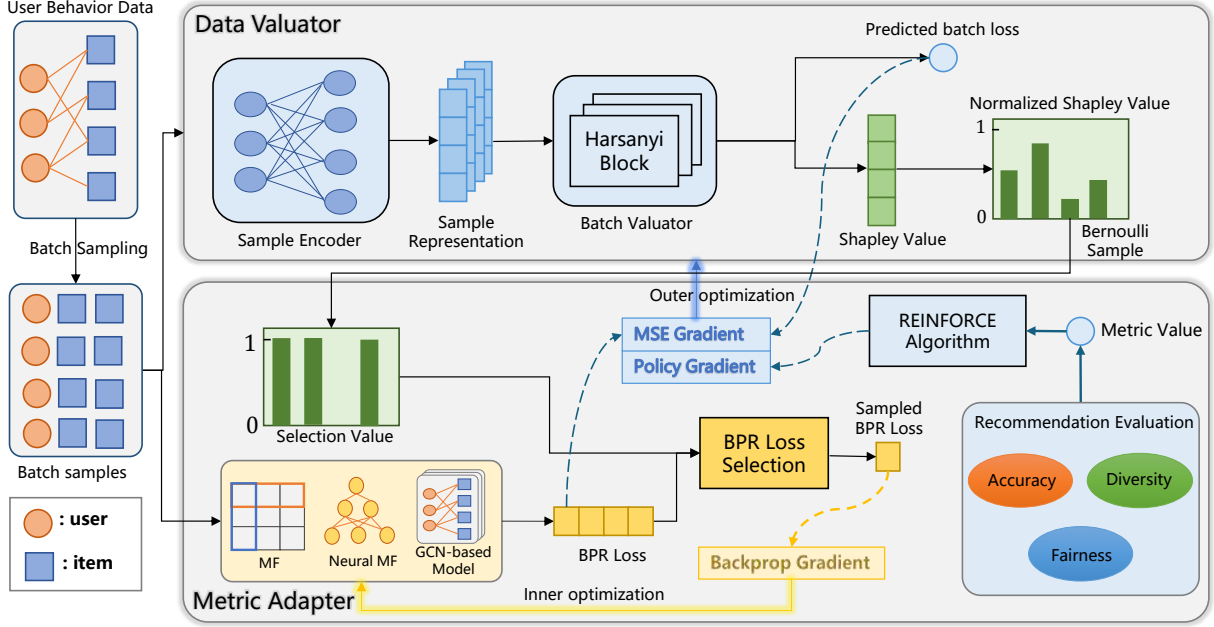 User Behavior Data
Batch Sampling
Batch samples
: user
: item
Data Valuator
Sample Encoder
Sample
Representation
Harsanyi
Block
Batch Valuator
Predicted batch loss
Shapley Value
Normalized Shapley Value
1
0
Bernoulli
Sample
Outer optimization
MSE Gradient
Policy Gradient
REINFORCE
Algorithm
Metric Value
1
0
Selection Value
Recommendation Evaluation
Accuracy
Diversity
Fairness
BPR Loss
Selection
Sampled
BPR Loss
MF
Neural MF
GCN-based
Model
BPR Loss
Backprop Gradient
Inner optimization
Metric Adapter